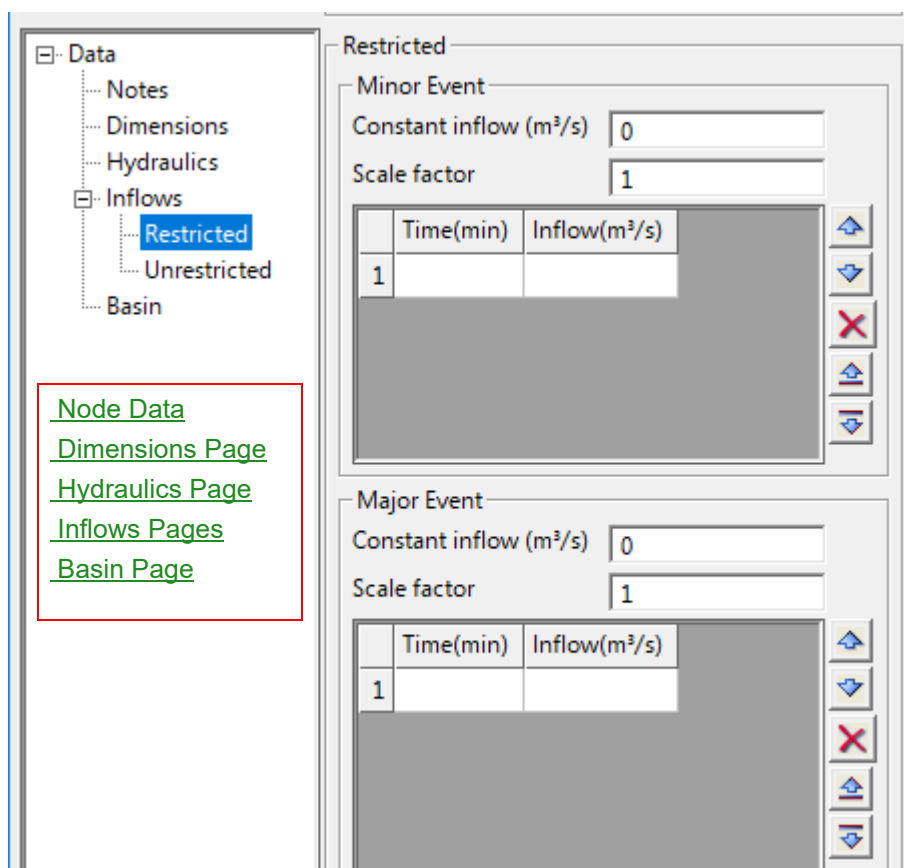 Data
Notes
Dimensions
Hydraulics
Inflows
Restricted
Unrestricted
Basin
Node Data
Dimensions Page
Hydraulics Page
Inflows Pages
Basin Page
Restricted
Minor Event
Constant inflow (m³/s) 0
Scale factor 1
Time(min) Inflow(m³/s)
1
Major Event
Constant inflow (m³/s) 0
Scale factor 1
Time(min) Inflow(m³/s)
1